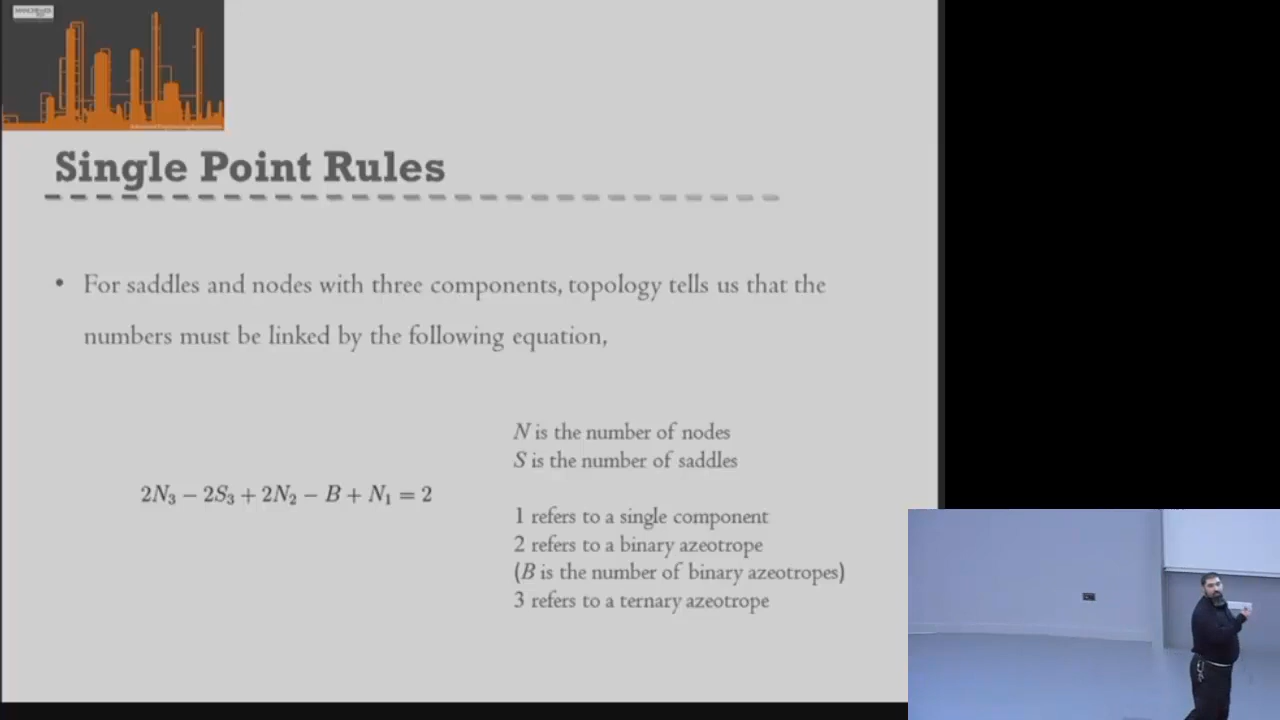 MANCHESTER
Single Point Rules
• For saddles and nodes with three components, topology tells us that the
numbers must be linked by the following equation,
N is the number of nodes
S is the number of saddles
2N₃ − 2S₃ + 2N₂ − B + N₁ = 2
1 refers to a single component
2 refers to a binary azeotrope
(B is the number of binary azeotropes)
3 refers to a ternary azeotrope